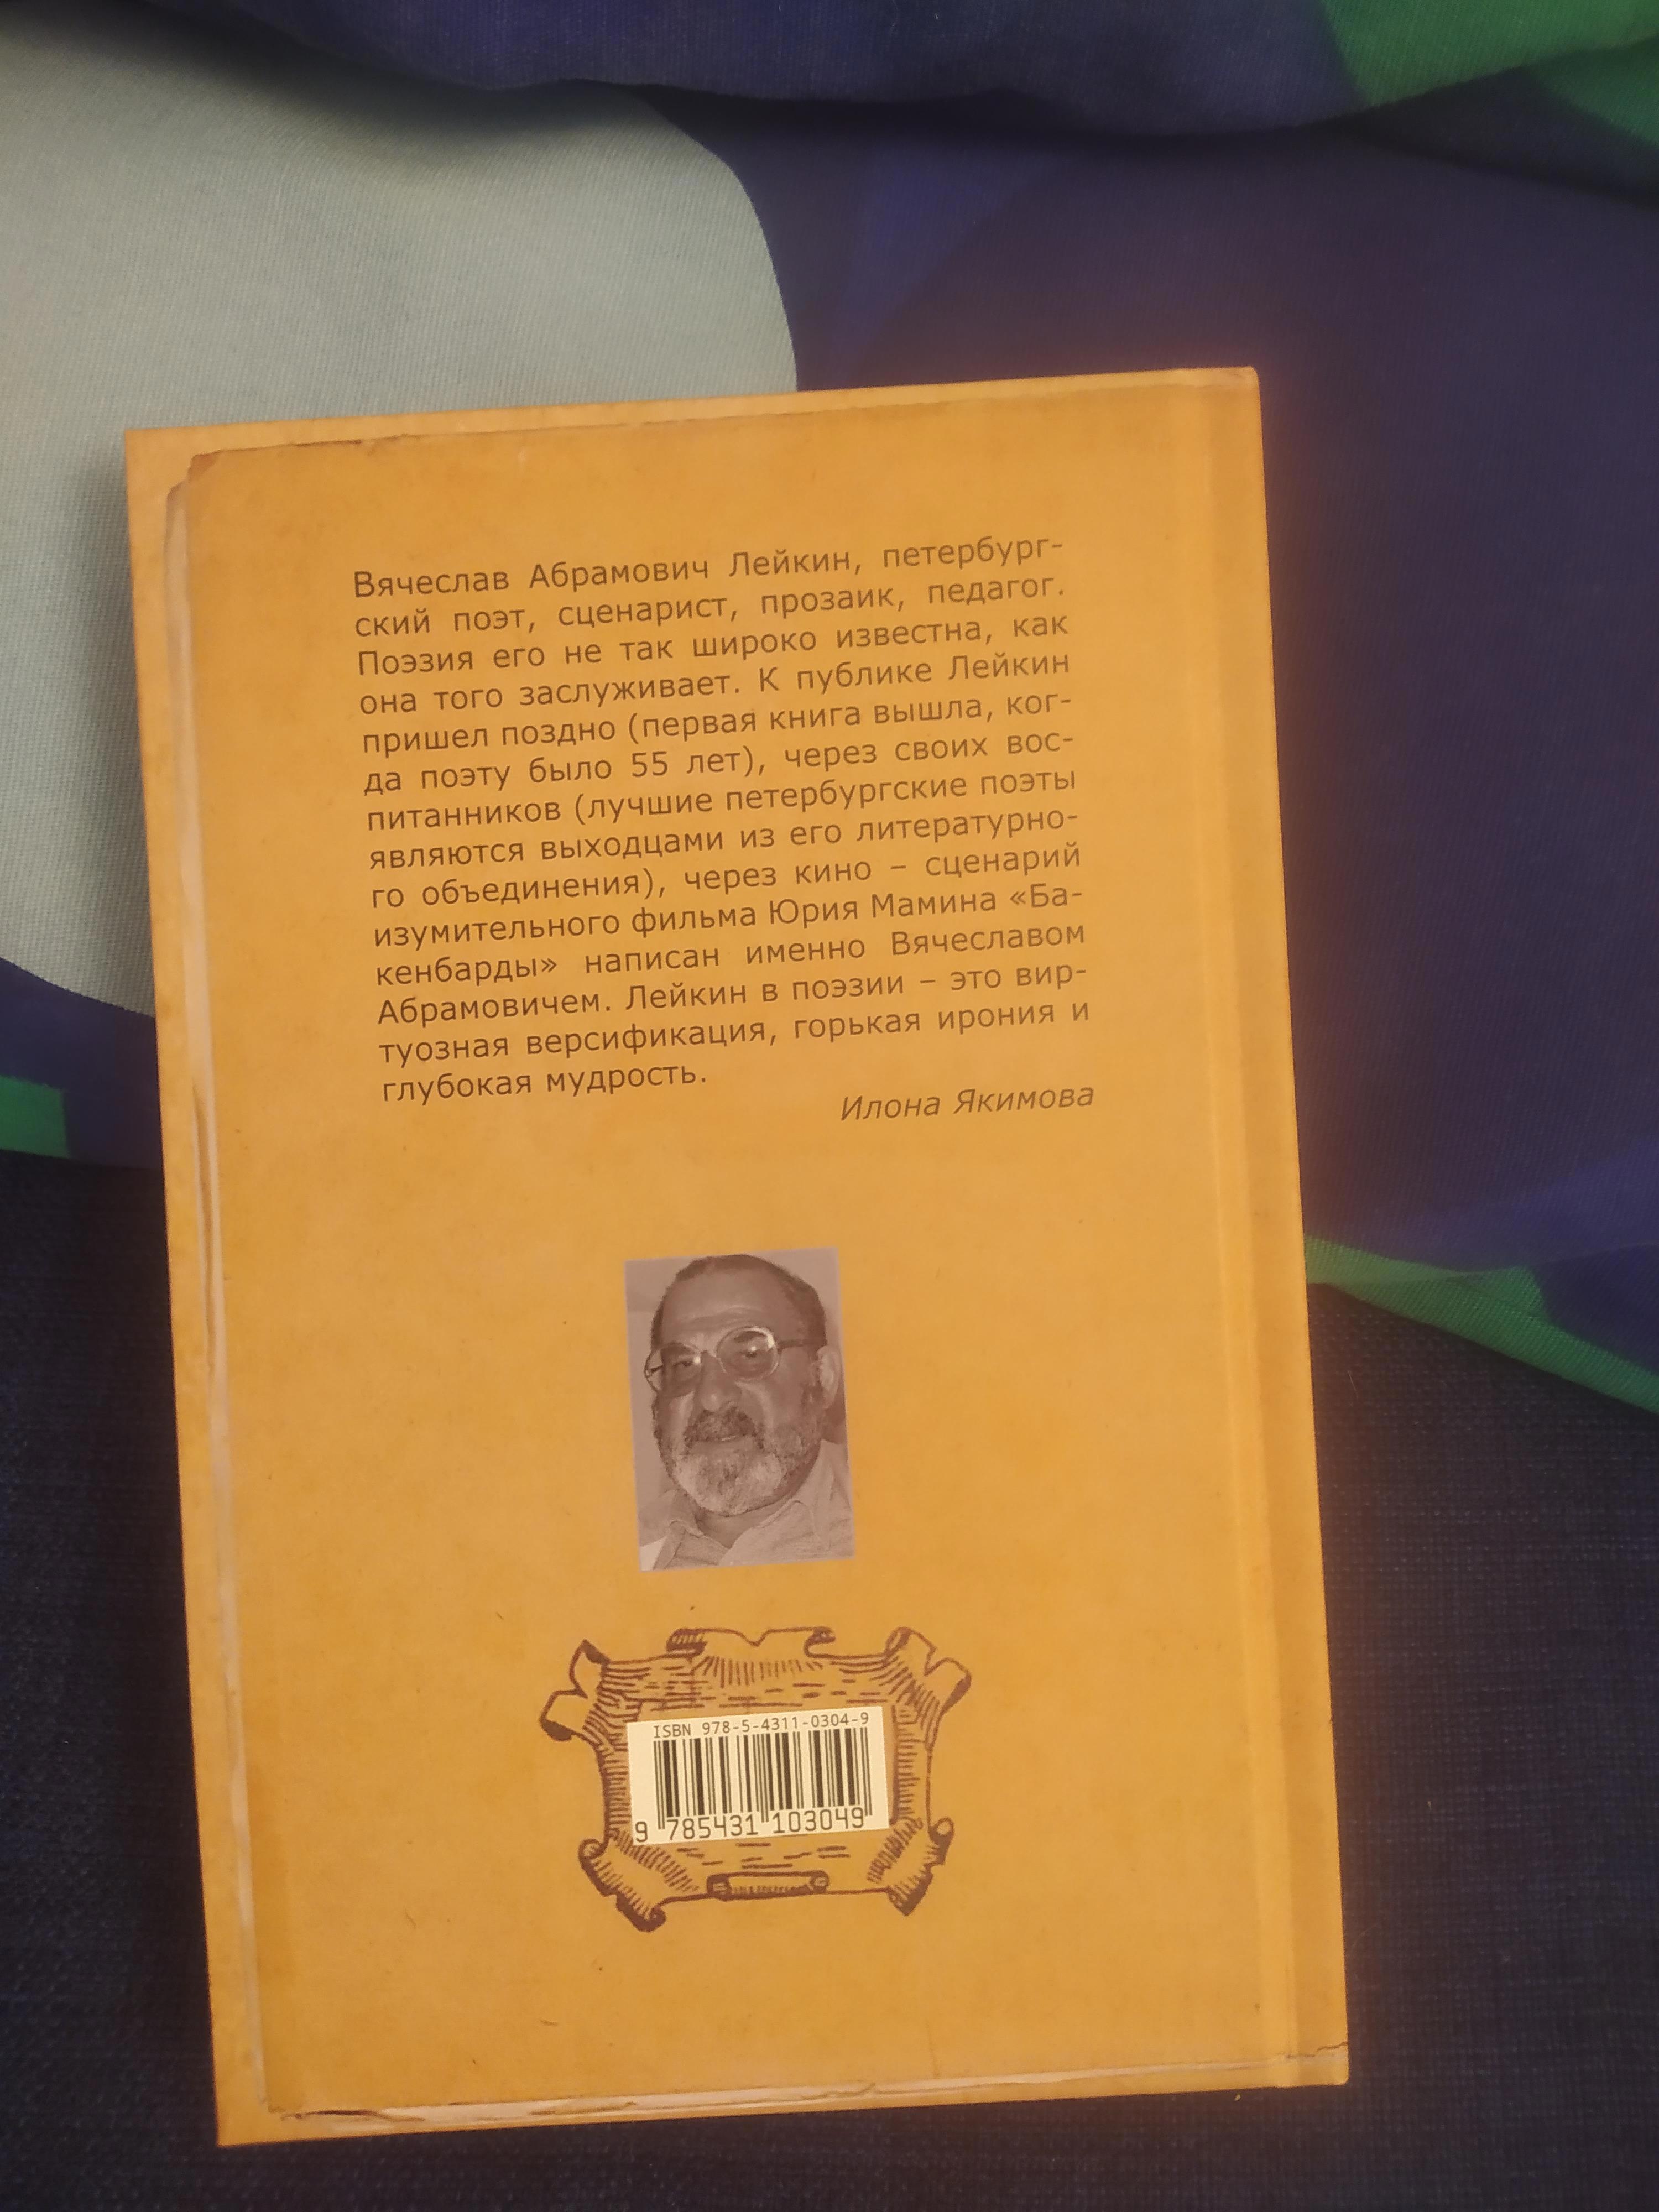 Вячеслав Абрамович Лейкин, петербург-
ский поэт, сценарист, прозаик, педагог.
Поэзия его не так широко известна, как
она того заслуживает. К публике Лейкин
пришел поздно (первая книга вышла, ког-
да поэту было 55 лет), через своих вос-
питанников (лучшие петербургские поэты
являются выходцами из его литературно-
го объединения), через кино – сценарий
изумительного фильма Юрия Мамина «Ба-
кенбарды» написан именно Вячеславом
Абрамовичем. Лейкин в поэзии – это вир-
туозная версификация, горькая ирония и
глубокая мудрость.
Илона Якимова
ISBN 978-5-4311-0304-9
9 785431 103049